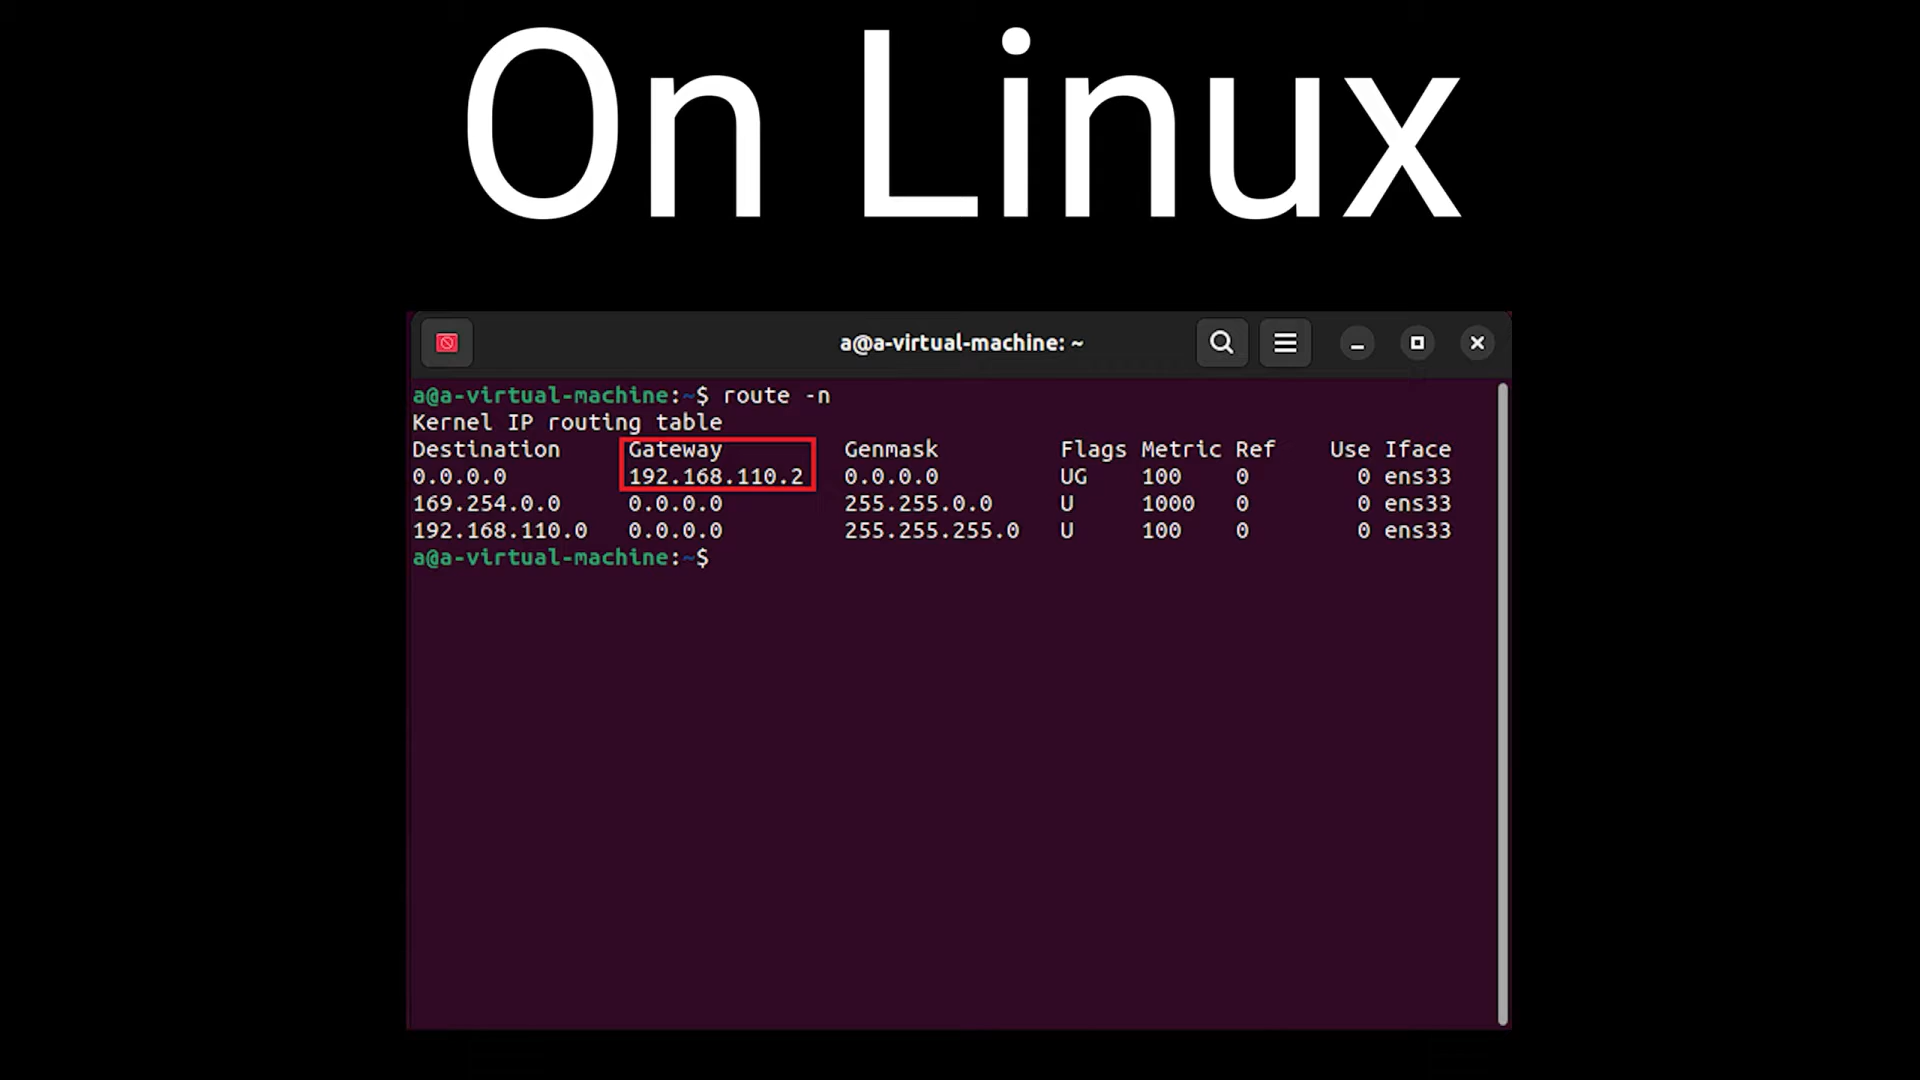 On Linux
a@a-virtual-machine: ~
a@a-virtual-machine:~$ route -n
Kernel IP routing table
Destination Gateway Genmask Flags Metric Ref Use Iface
0.0.0.0 192.168.110.2 0.0.0.0 UG 100 0 0 ens33
169.254.0.0 0.0.0.0 255.255.0.0 U 1000 0 0 ens33
192.168.110.0 0.0.0.0 255.255.255.0 U 100 0 0 ens33
a@a-virtual-machine:~$